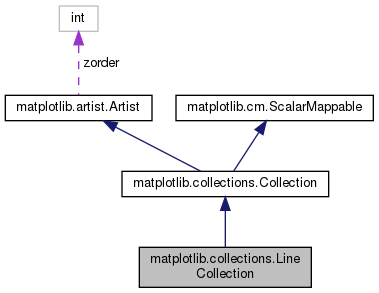 int
zorder
matplotlib.artist.Artist
matplotlib.cm.ScalarMappable
matplotlib.collections.Collection
matplotlib.collections.Line
Collection